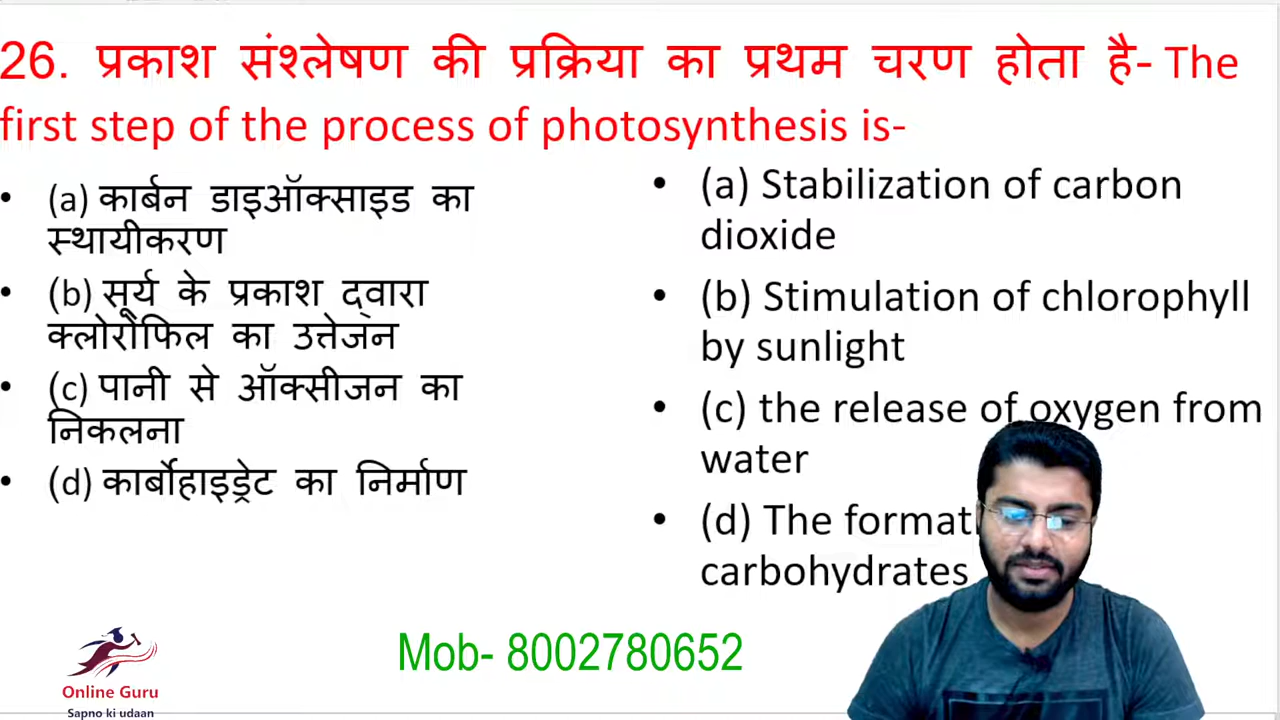 26. प्रकाश संश्लेषण की प्रक्रिया का प्रथम चरण होता है- The
first step of the process of photosynthesis is-
• (a) कार्बन डाइऑक्साइड का
स्थायीकरण
• (b) सूर्य के प्रकाश द्वारा
क्लोरोफिल का उत्तेजन
• (c) पानी से ऑक्सीजन का
निकलना
• (d) कार्बोहाइड्रेट का निर्माण
• (a) Stabilization of carbon
dioxide
• (b) Stimulation of chlorophyll
by sunlight
• (c) the release of oxygen from
water
• (d) The
carbohydrates
Mob- 8002780652
Online Guru
Sapno ki udaan